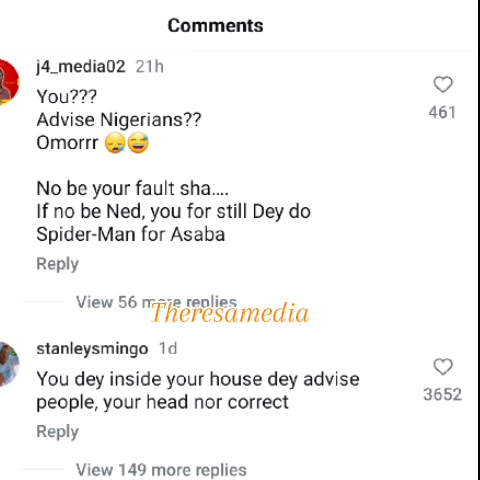 Comments
j4_media02 21h
You???
Advise Nigerians??
Omorrr 😪😅
461
No be your fault sha....
If no be Ned, you for still Dey do
Spider-Man for Asaba
Reply
View 56 more replies
Theresamedia
stanleysmingo 1d
You dey inside your house dey advise
people, your head nor correct
3652
Reply
View 149 more replies